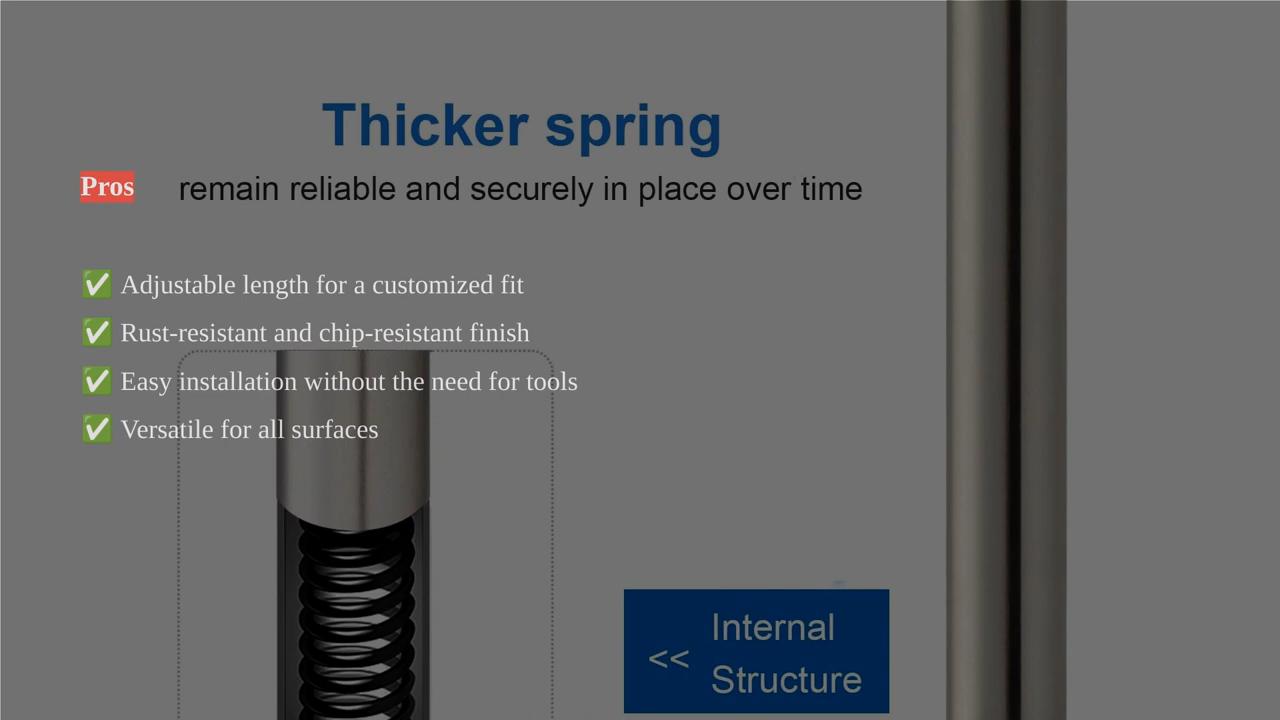 Thicker spring
Pros
remain reliable and securely in place over time
✅ Adjustable length for a customized fit
✅ Rust-resistant and chip-resistant finish
✅ Easy installation without the need for tools
✅ Versatile for all surfaces
<< Internal
Structure